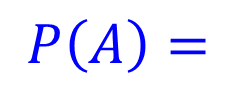 P(A) =